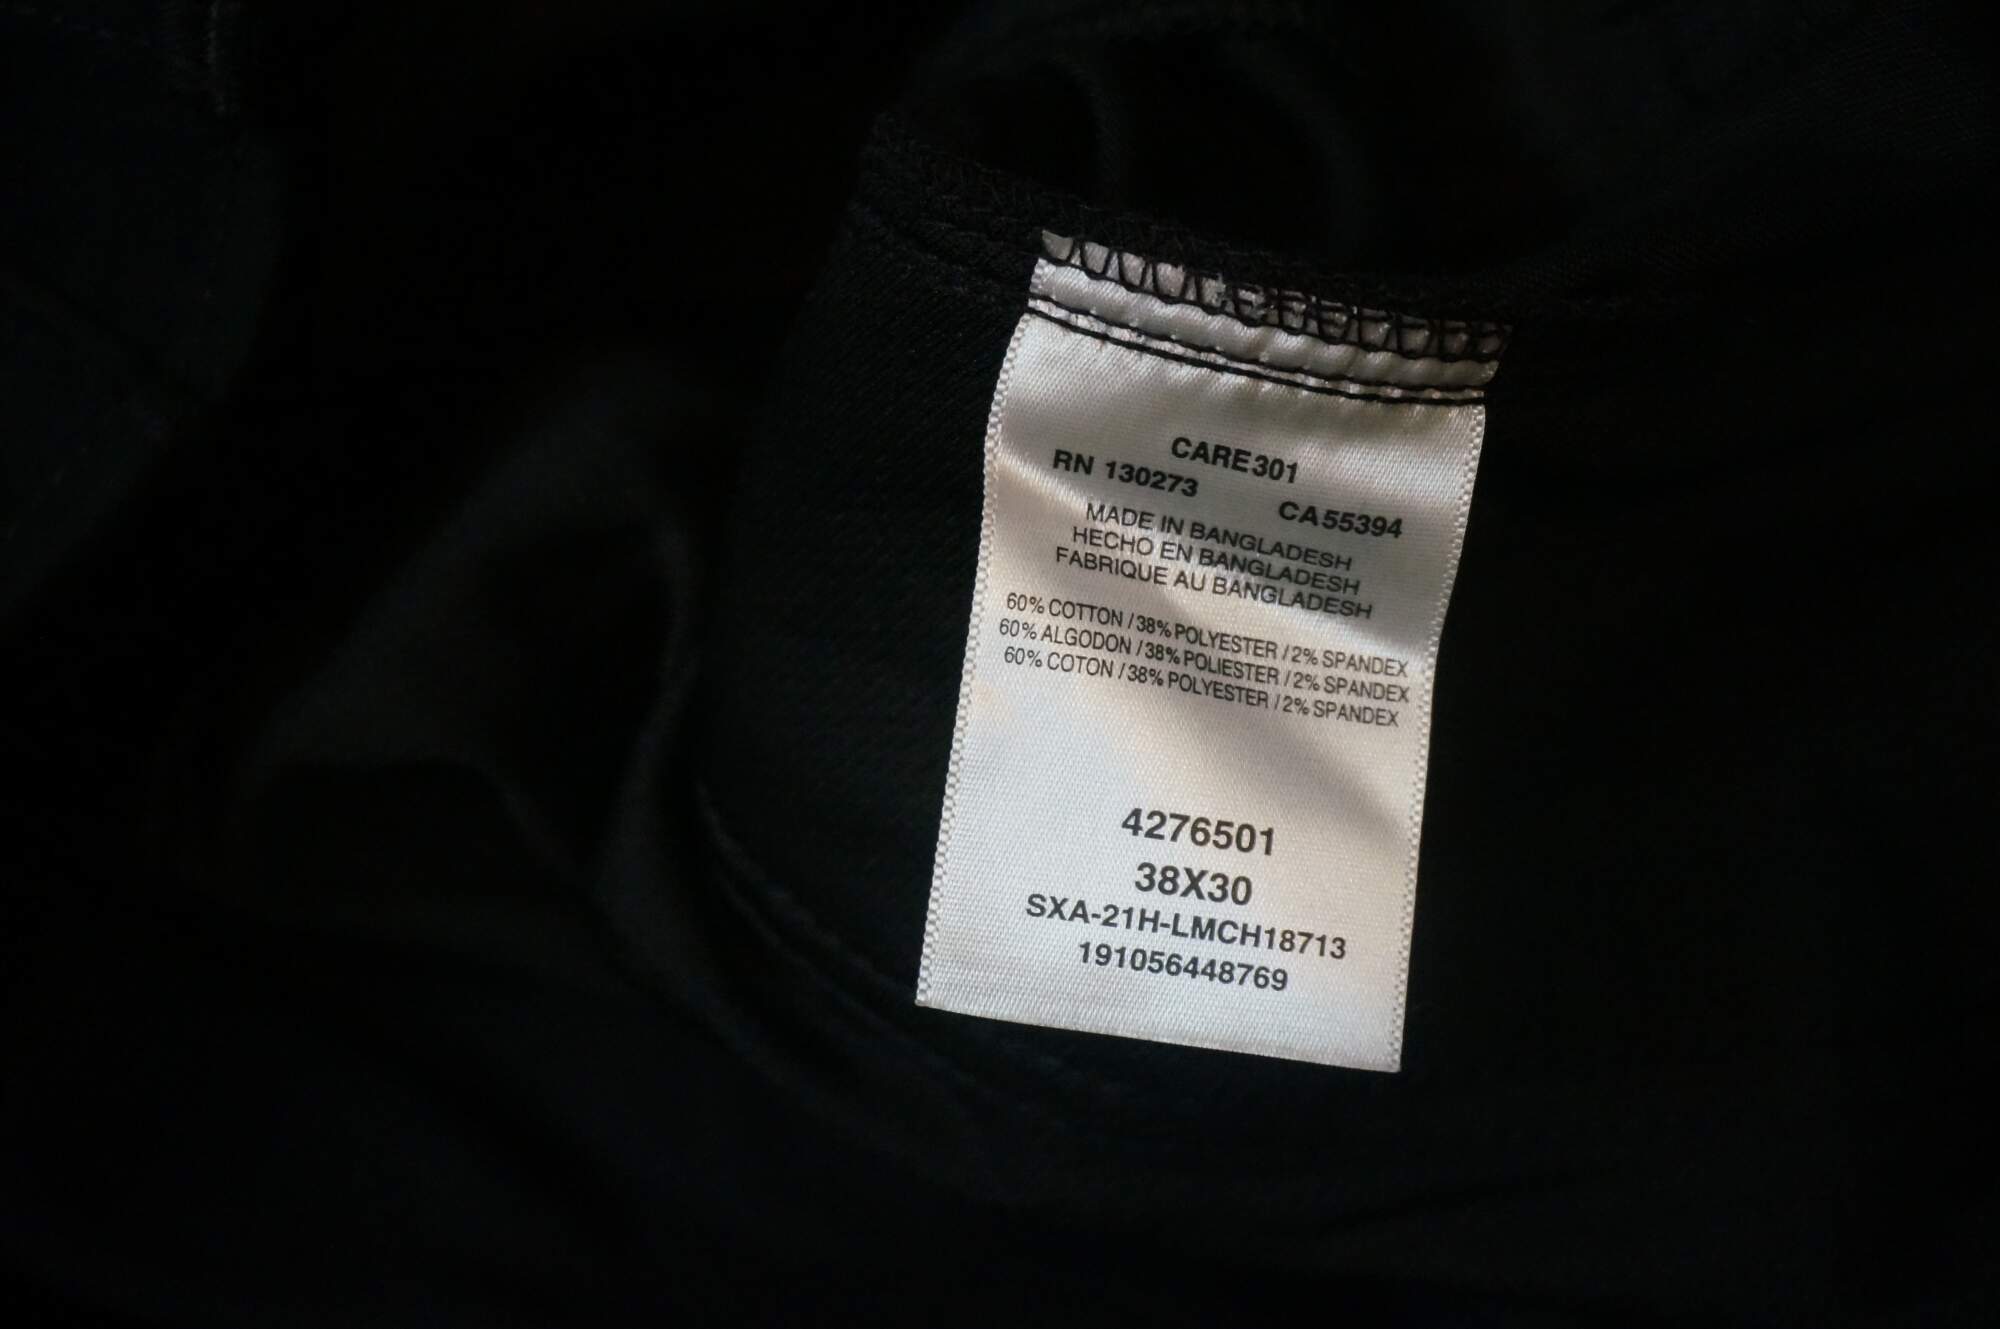 CARE301
RN 130273 CA55394
MADE IN BANGLADESH
HECHO EN BANGLADESH
FABRIQUE AU BANGLADESH
60% COTTON / 38% POLYESTER / 2% SPANDEX
60% ALGODON / 38% POLIESTER / 2% SPANDEX
60% COTON / 38% POLYESTER / 2% SPANDEX
4276501
38X30
SXA-21H-LMCH18713
191056448769